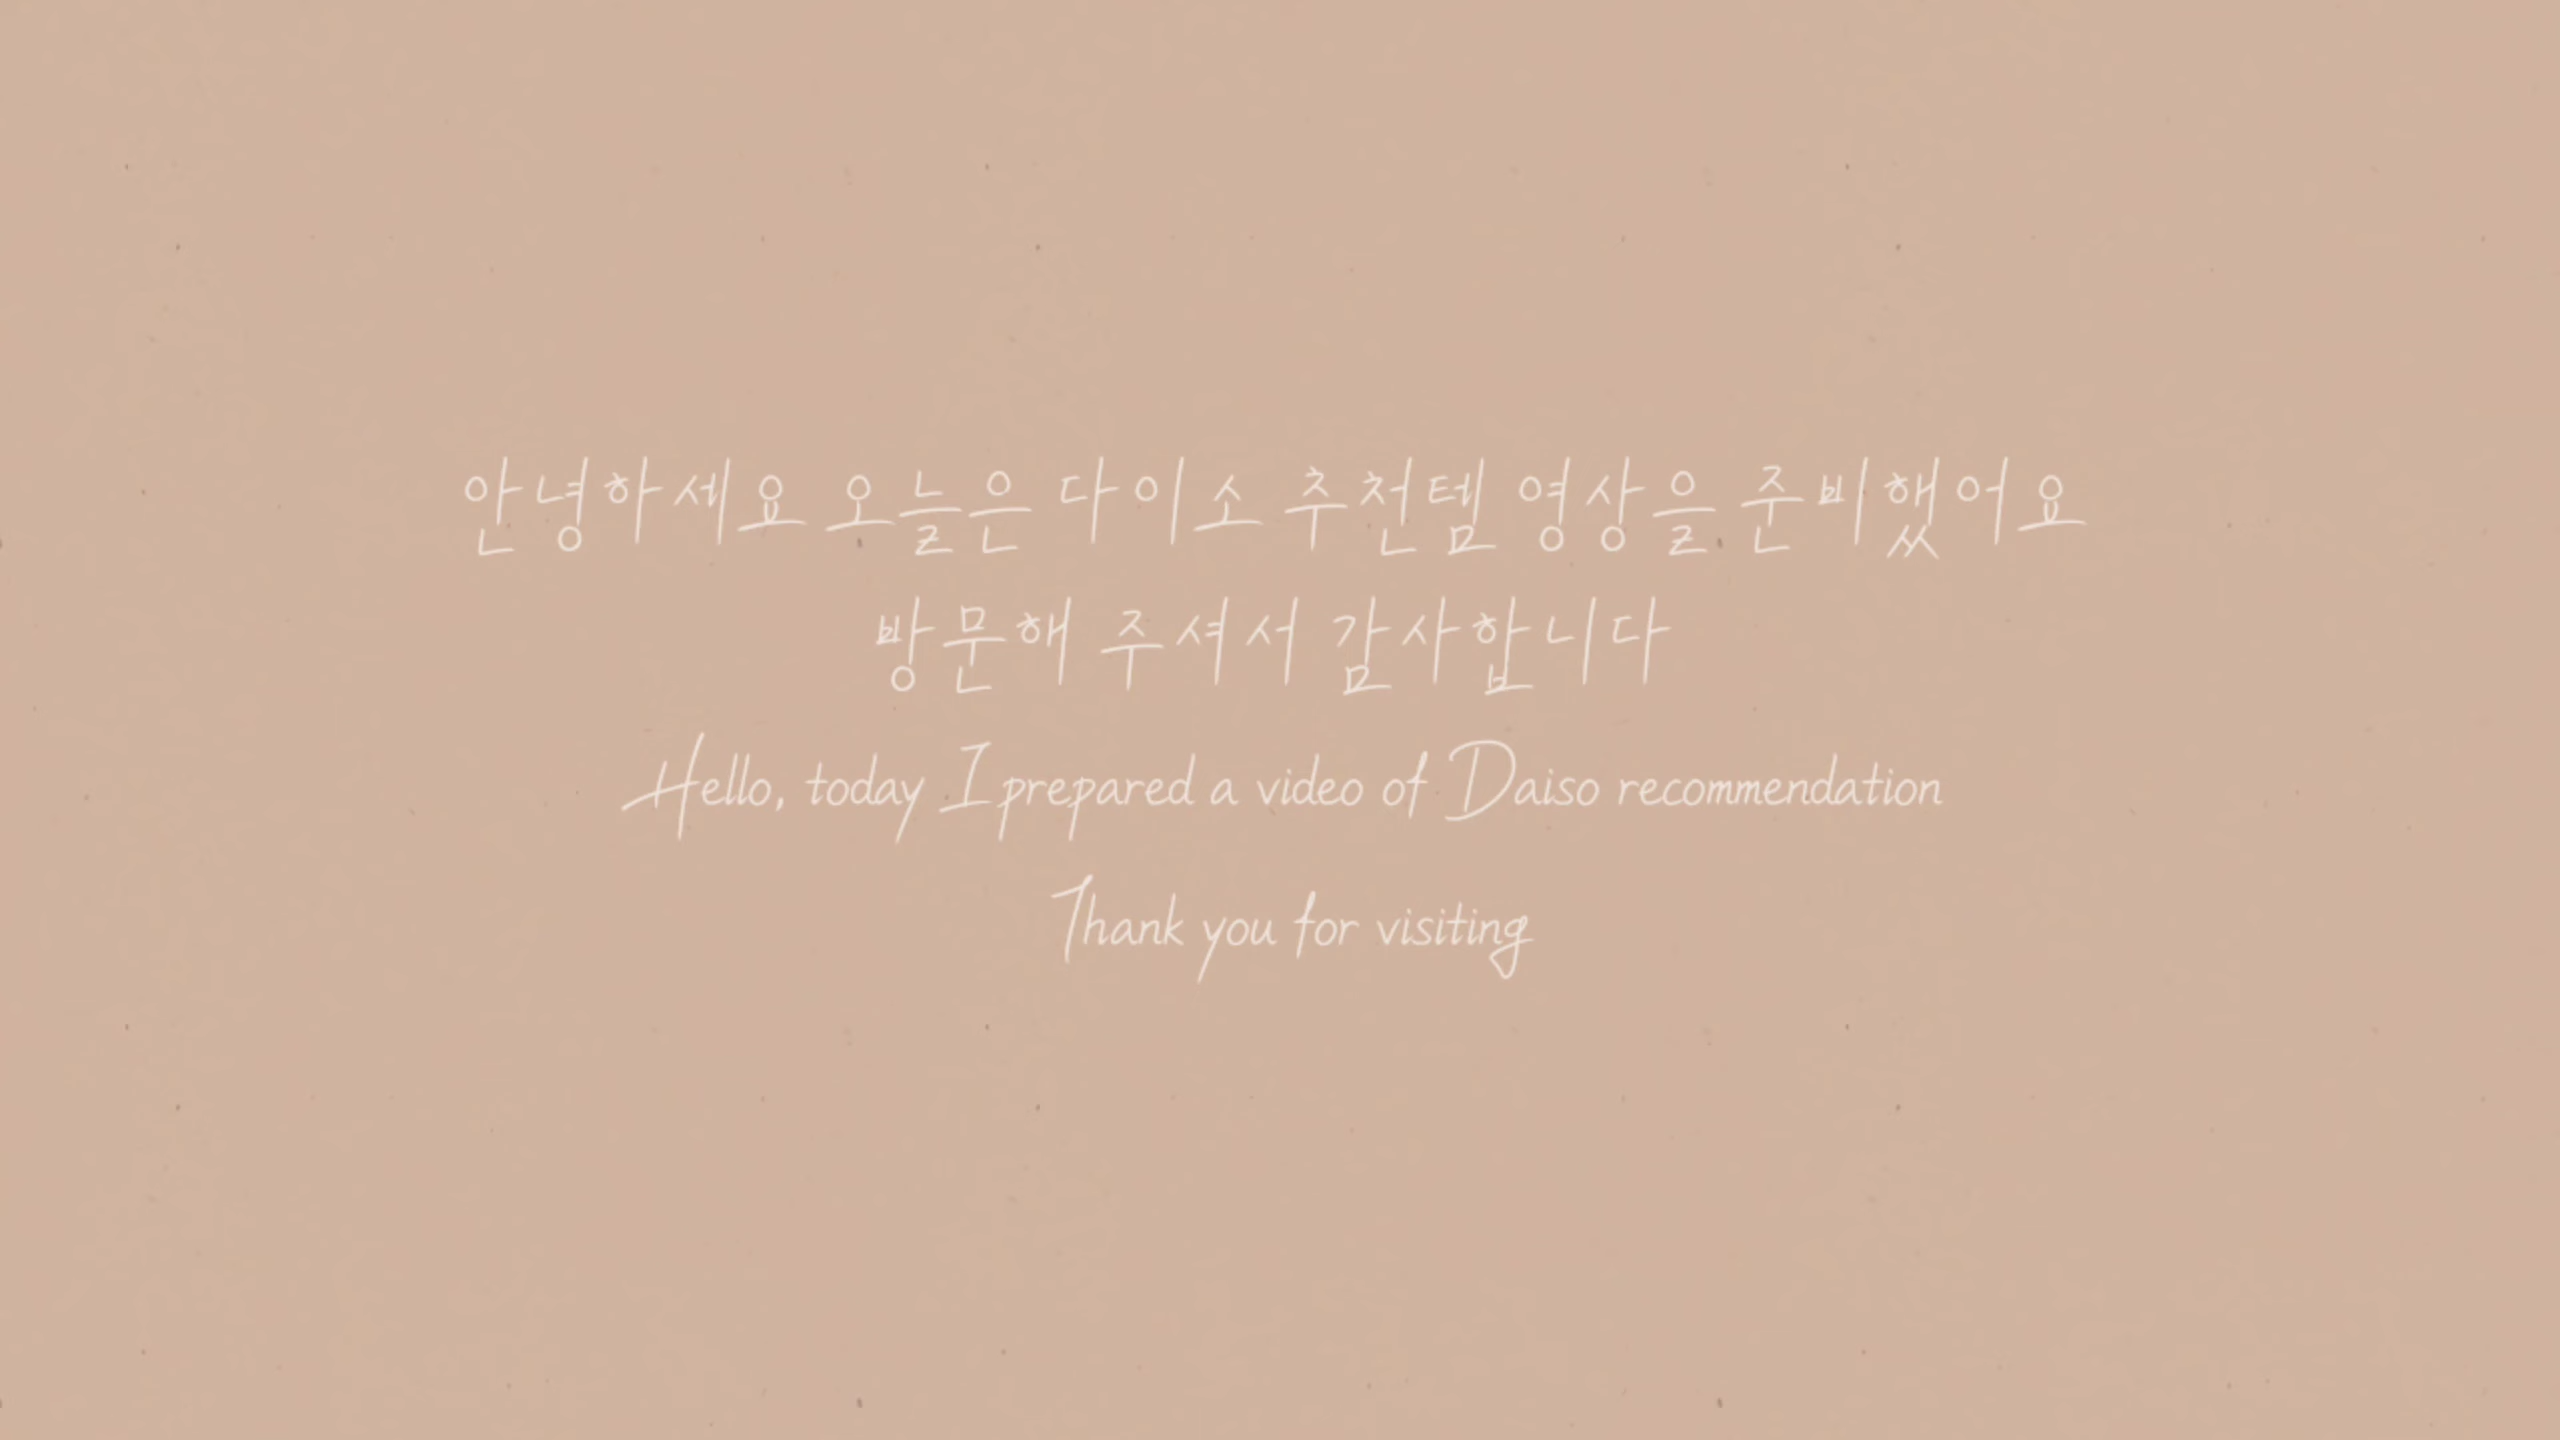 안녕하세요 오늘은 다이소 추천템 영상을 준비했어요
방문해 주셔서 감사합니다
Hello, today I prepared a video of Daiso recommendation
Thank you for visiting